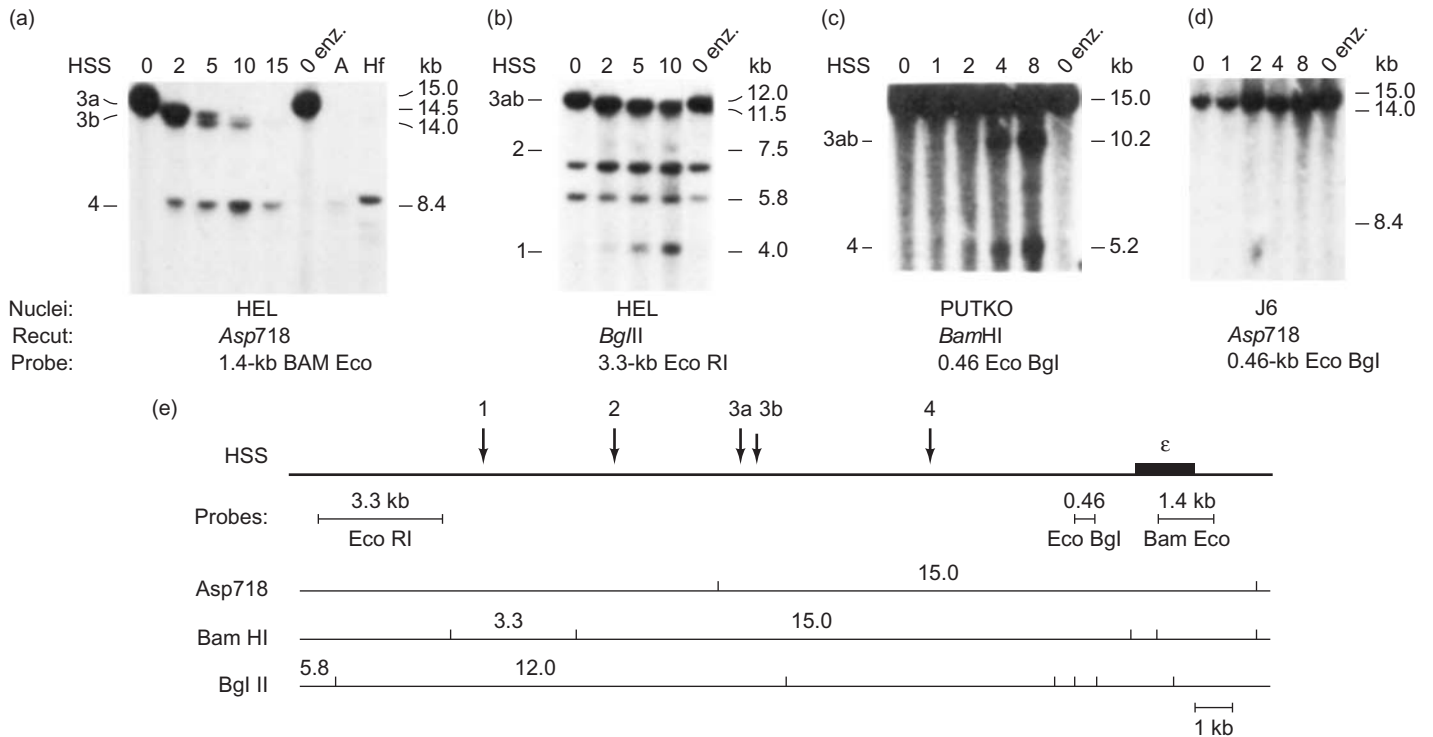 (a)
HSS 0 2 5 10 15 0 enz. A Hf kb
3a
3b
4
15.0
14.5
14.0
8.4
(b)
HSS 0 2 5 10 0 enz. kb
3ab
2
1
12.0
11.5
7.5
5.8
4.0
(c)
HSS 0 1 2 4 8 0 enz. kb
3ab
4
15.0
10.2
5.2
(d)
0 1 2 4 8 0 enz. kb
15.0
14.0
8.4
Nuclei: HEL HEL PUTKO J6
Recut: Asp718 BglII BamHI Asp718
Probe: 1.4-kb BAM Eco 3.3-kb Eco RI 0.46 Eco BgI 0.46-kb Eco BgI
(e)
1 2 3a 3b 4
HSS ε
3.3 kb 0.46 1.4 kb
Probes:
Eco RI Eco BgI Bam Eco
15.0
Asp718
3.3 15.0
Bam HI
5.8 12.0
Bgl II
1 kb